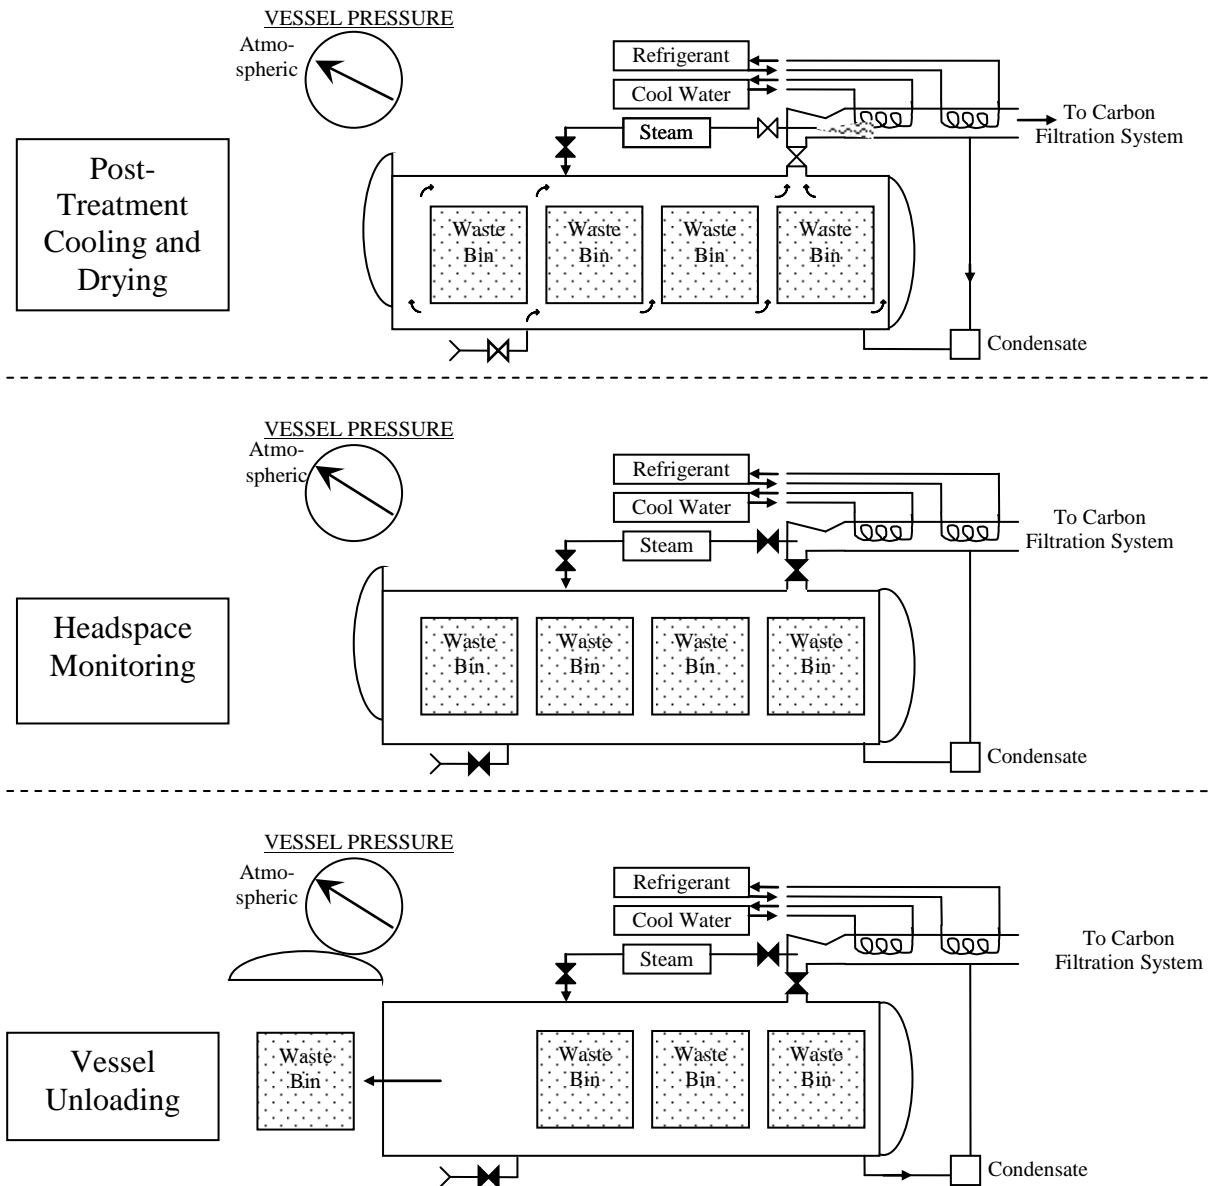 VESSEL PRESSURE
Atmo-
spheric
Refrigerant
Cool Water
Steam
To Carbon
Filtration System
Post-
Treatment
Cooling and
Drying
Waste
Bin
Waste
Bin
Waste
Bin
Waste
Bin
Condensate
VESSEL PRESSURE
Atmo-
spheric
Refrigerant
Cool Water
Steam
To Carbon
Filtration System
Headspace
Monitoring
Waste
Bin
Waste
Bin
Waste
Bin
Waste
Bin
Condensate
VESSEL PRESSURE
Atmo-
spheric
Refrigerant
Cool Water
Steam
To Carbon
Filtration System
Vessel
Unloading
Waste
Bin
Waste
Bin
Waste
Bin
Waste
Bin
Condensate